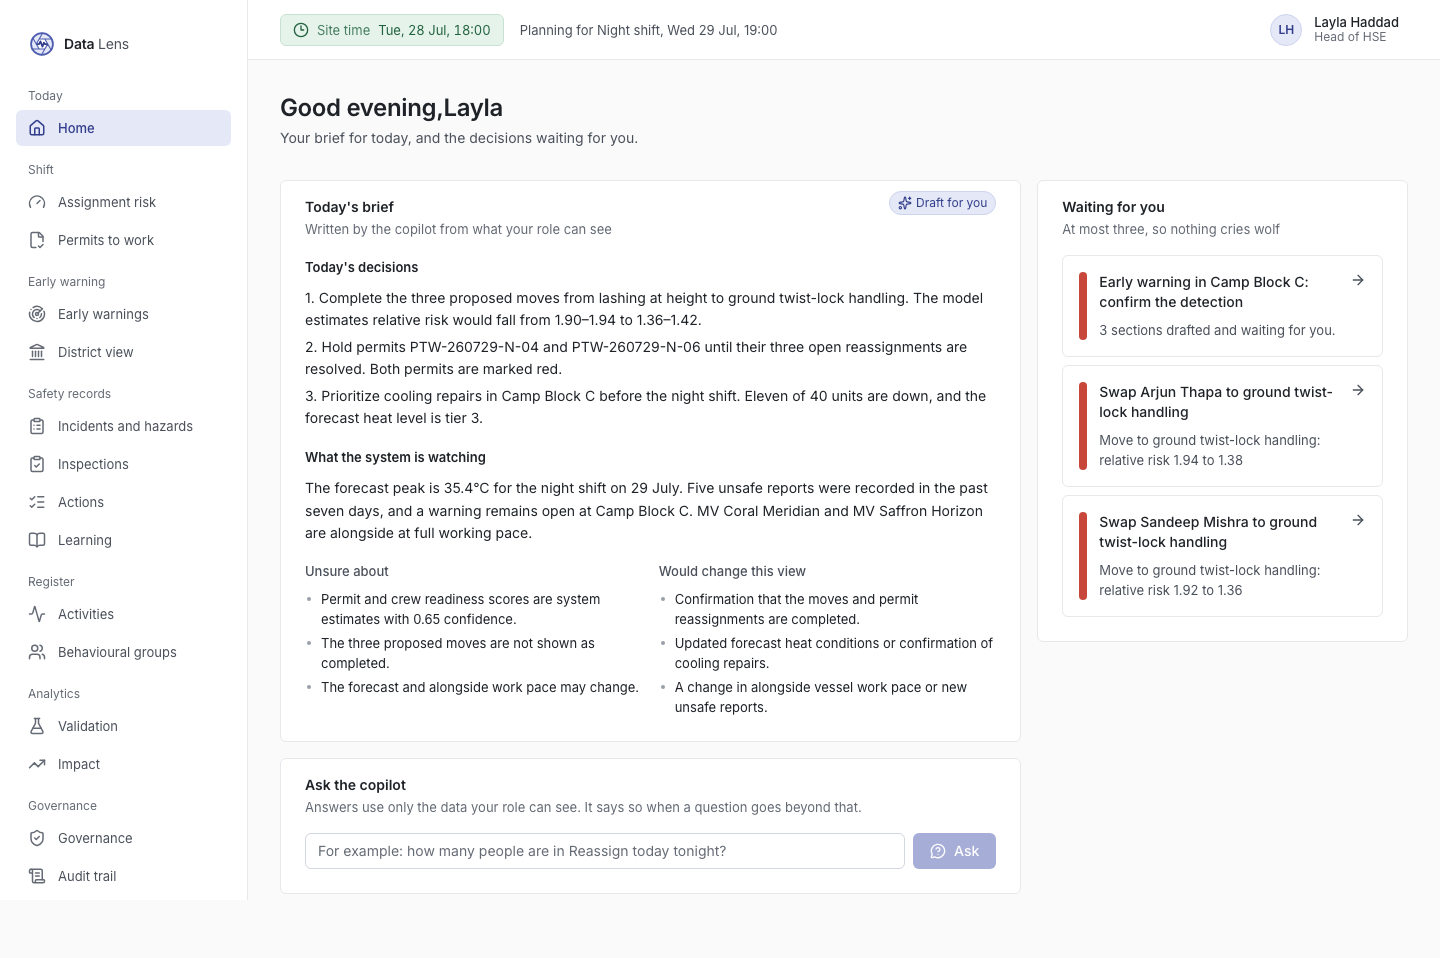 Data Lens
Today
Home
Shift
Assignment risk
Permits to work
Early warning
Early warnings
District view
Safety records
Incidents and hazards
Inspections
Actions
Learning
Register
Activities
Behavioural groups
Analytics
Validation
Impact
Governance
Governance
Audit trail
Site time Tue, 28 Jul, 18:00
Planning for Night shift, Wed 29 Jul, 19:00
LH
Layla Haddad
Head of HSE
Good evening,Layla
Your brief for today, and the decisions waiting for you.
Today's brief
Draft for you
Written by the copilot from what your role can see
Today's decisions
1. Complete the three proposed moves from lashing at height to ground twist-lock handling. The model
estimates relative risk would fall from 1.90–1.94 to 1.36–1.42.
2. Hold permits PTW-260729-N-04 and PTW-260729-N-06 until their three open reassignments are
resolved. Both permits are marked red.
3. Prioritize cooling repairs in Camp Block C before the night shift. Eleven of 40 units are down, and the
forecast heat level is tier 3.
What the system is watching
The forecast peak is 35.4°C for the night shift on 29 July. Five unsafe reports were recorded in the past
seven days, and a warning remains open at Camp Block C. MV Coral Meridian and MV Saffron Horizon
are alongside at full working pace.
Unsure about
• Permit and crew readiness scores are system
estimates with 0.65 confidence.
• The three proposed moves are not shown as
completed.
• The forecast and alongside work pace may change.
Would change this view
• Confirmation that the moves and permit
reassignments are completed.
• Updated forecast heat conditions or confirmation of
cooling repairs.
• A change in alongside vessel work pace or new
unsafe reports.
Ask the copilot
Answers use only the data your role can see. It says so when a question goes beyond that.
For example: how many people are in Reassign today tonight?
Ask
Waiting for you
At most three, so nothing cries wolf
Early warning in Camp Block C:
confirm the detection
3 sections drafted and waiting for you.
Swap Arjun Thapa to ground twist-
lock handling
Move to ground twist-lock handling:
relative risk 1.94 to 1.38
Swap Sandeep Mishra to ground
twist-lock handling
Move to ground twist-lock handling:
relative risk 1.92 to 1.36